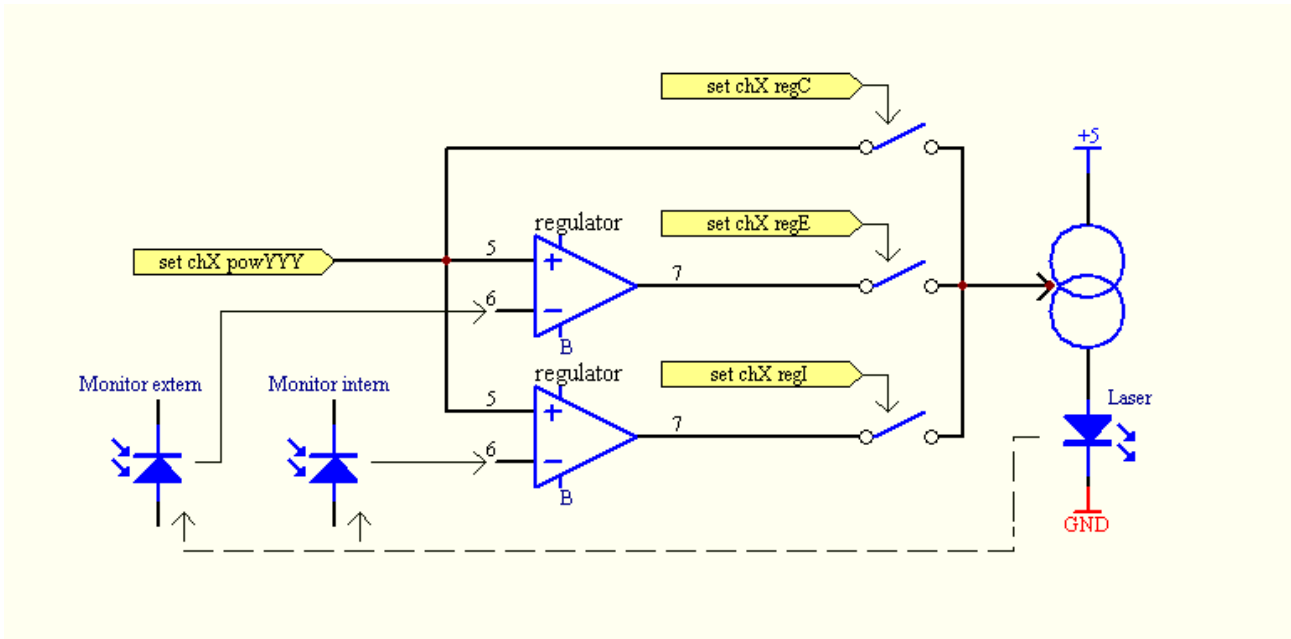 set chX regC
+5
regulator
set chX regE
5
+
set chX powYYY
7
6
−
B
Monitor extern
Monitor intern
regulator
set chX regI
Laser
5
+
7
6
−
B
GND